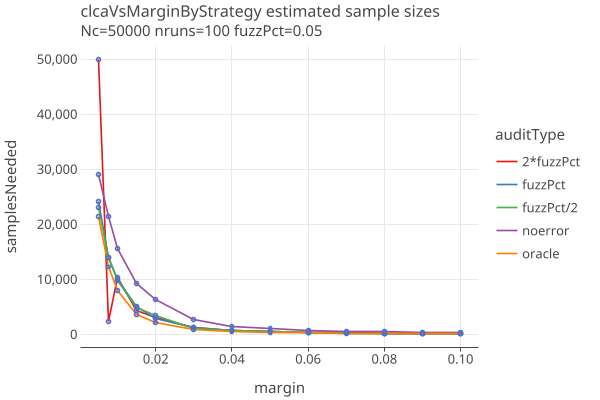 clcaVsMarginByStrategy estimated sample sizes
Nc=50000 nruns=100 fuzzPct=0.05
samplesNeeded
50,000
40,000
30,000
20,000
10,000
0
0.02
0.04
0.06
0.08
0.10
margin
auditType
2*fuzzPct
fuzzPct
fuzzPct/2
noerror
oracle